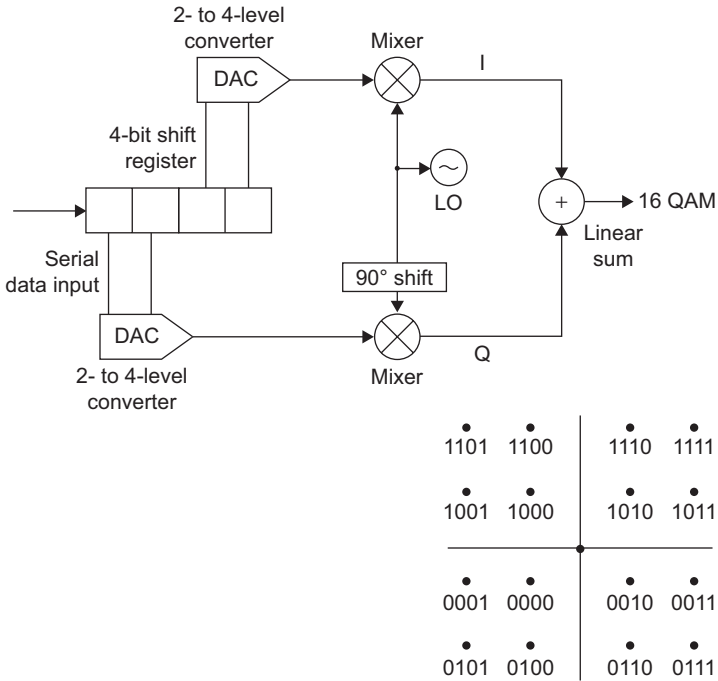 2- to 4-level
converter
DAC
Mixer
I
4-bit shift
register
~
LO
+
16 QAM
Linear
sum
Serial
data input
90° shift
DAC
Q
Mixer
2- to 4-level
converter
1101 1100 1110 1111
1001 1000 1010 1011
0001 0000 0010 0011
0101 0100 0110 0111